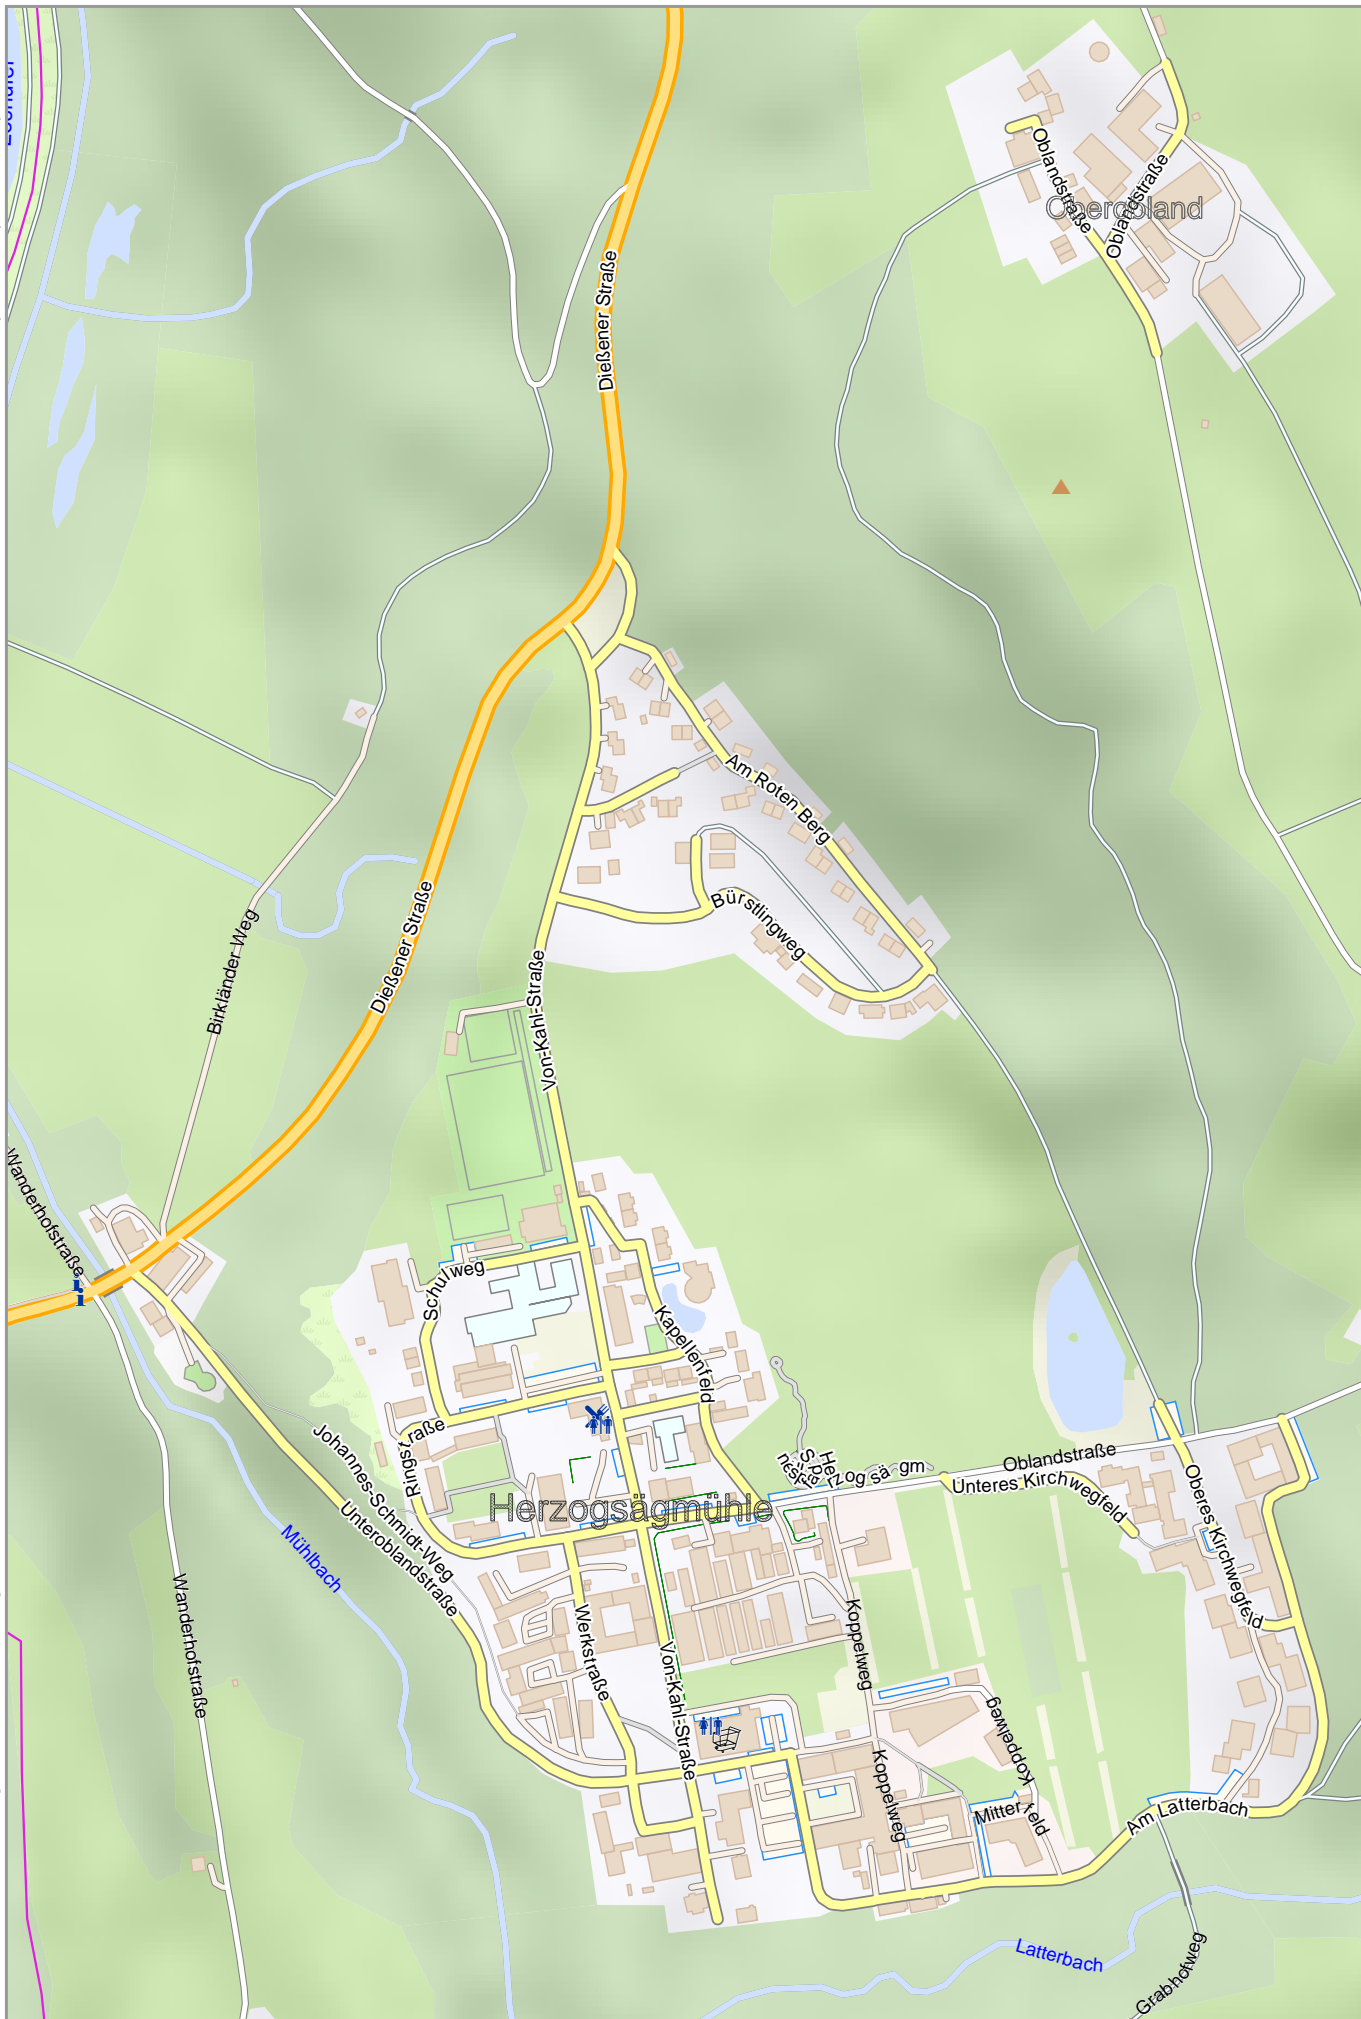 Oblandstraße
Oblandstraße
Oberobland
Dießener Straße
Am Roten Berg
Bürstlingweg
Dießener Straße
Birkländer Weg
Von-Kahl-Straße
Wanderhofstraße
Schulweg
Kapellenfeld
Ringstraße
Johannes-Schmidt-Weg
Unteroblandstraße
Herzogsägmühle
Oblandstraße
Unteres Kirchwegfeld
Oberes Kirchwegfeld
Mühlbach
Wanderhofstraße
Werkstraße
Von-Kahl-Straße
Koppelweg
Koppelweg
Koppelweg
Mitterfeld
Am Latterbach
Latterbach
Grabhofweg